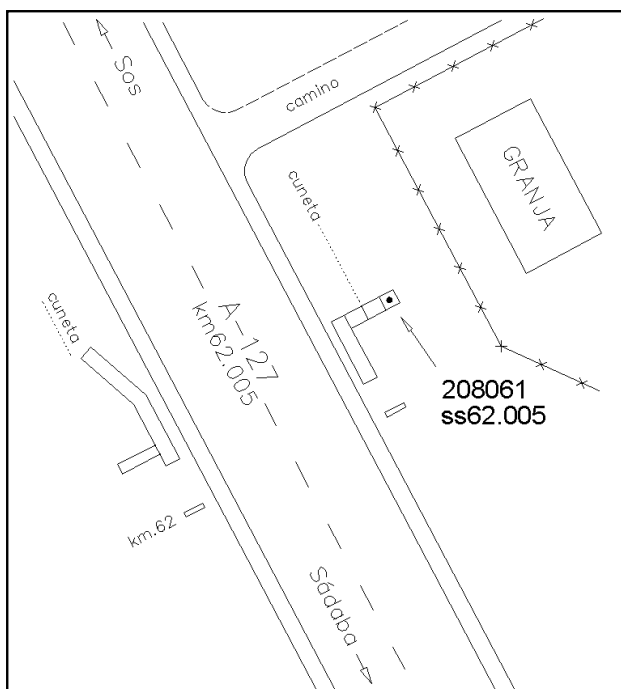 Sos
camino
GRANJA
cuneta
cuneta
A-127
km62.005
208061
ss62.005
km.62
Sádaba